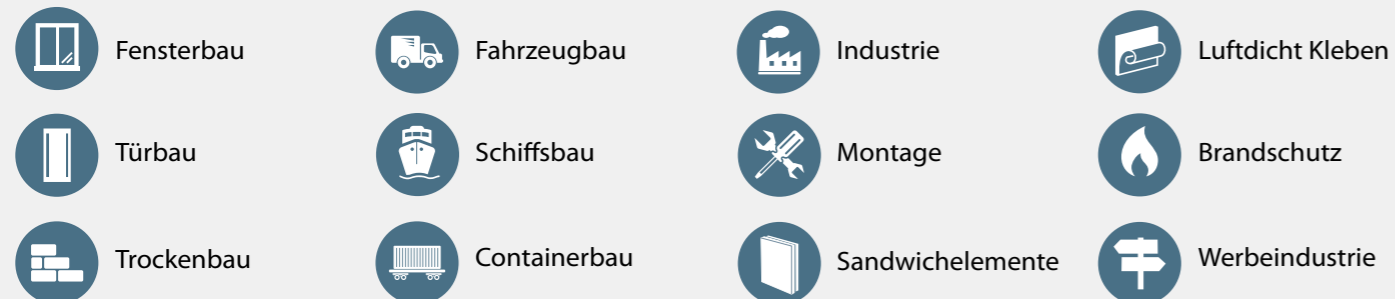 Fensterbau
Fahrzeugbau
Industrie
Luftdicht Kleben
Türbau
Schiffsbau
Montage
Brandschutz
Trockenbau
Containerbau
Sandwichelemente
Werbeindustrie